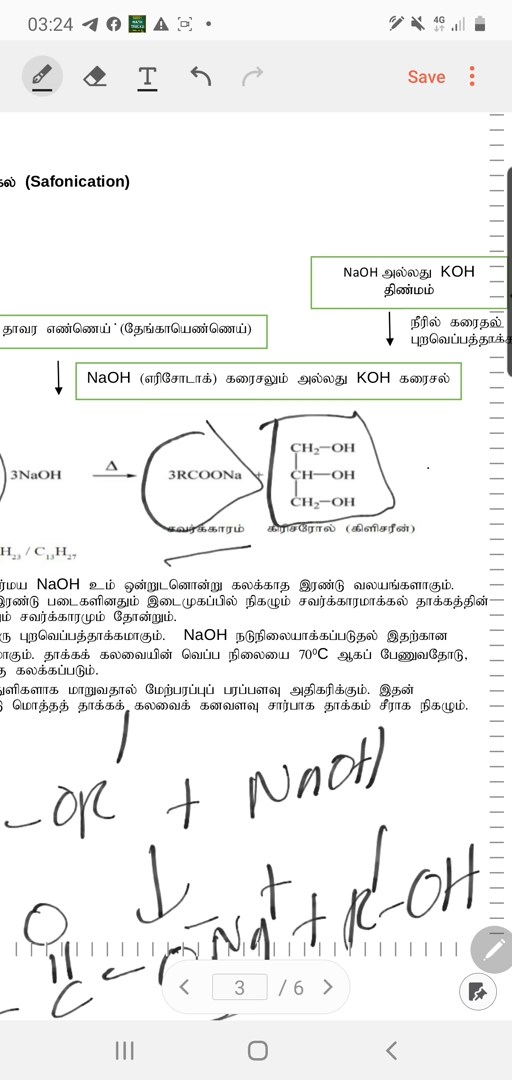 03:24
4G
T
Save
கல் (Safonication)
NaOH அல்லது KOH
திண்மம்
தாவர எண்ணெய் (தேங்காயெண்ணெய்)
நீரில் கரைதல்
NaOH (எரிசோடாக்) கரைசலும் அல்லது KOH கரைசல்
3NaOH Δ 3RCOONa + CH₂—OH
CH—OH
CH₂—OH
சவர்க்காரம் கிளிசரோல் (கிளிசரீன்)
H₂₃ / C₁₃H₂₇
NaOH உம் ஒன்றுடனொன்று கலக்காத இரண்டு வலயங்களாகும்.
இரண்டு படைகளினதும் இடைமுகப்பில் நிகழும் சவர்க்காரமாக்கல் தாக்கத்தின்
ம் சவர்க்காரமும் தோன்றும்.
ரு புறவெப்பத்தாக்கமாகும். NaOH நடுநிலையாக்கப்படுதல் இதற்கான
ாகும். தாக்கக் கலவையின் வெப்ப நிலையை 70⁰C ஆகப் பேணுவதோடு,
து கலக்கப்படும்.
துளிகளாக மாறுவதால் மேற்பரப்புப் பரப்பளவு அதிகரிக்கும். இதன்
மொத்தத் தாக்கக் கலவைக் கனவளவு சார்பாக தாக்கம் சீராக நிகழும்.
–OR' + NaOH
O
– C – O⁻Na⁺ + R'–OH
3 / 6